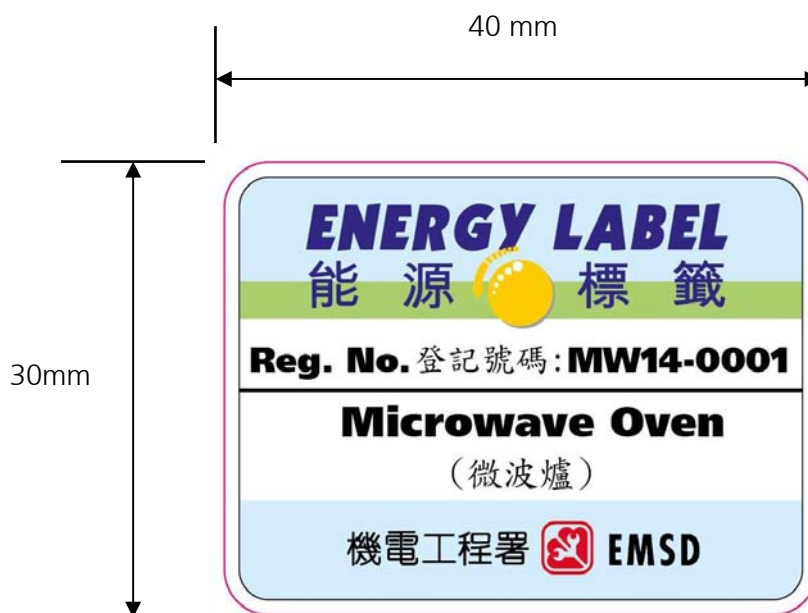 40 mm
30mm
ENERGY LABEL
能源標籤
Reg. No. 登記號碼:MW14-0001
Microwave Oven
(微波爐)
機電工程署 EMSD